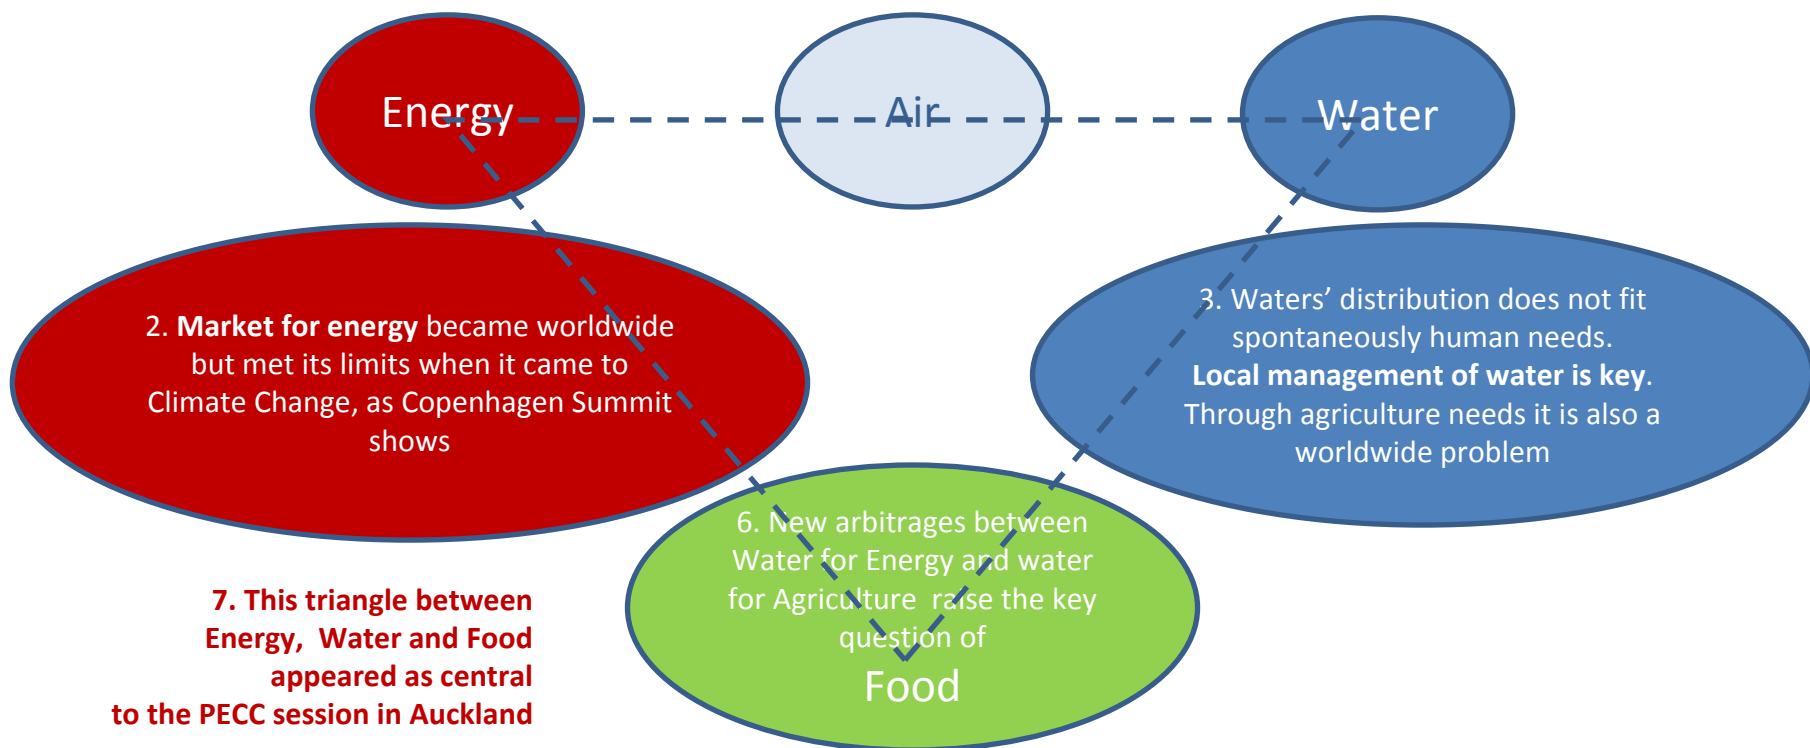 Energy
Air
Water
2. Market for energy became worldwide
but met its limits when it came to
Climate Change, as Copenhagen Summit
shows
3. Waters’ distribution does not fit
spontaneously human needs.
Local management of water is key.
Through agriculture needs it is also a
worldwide problem
6. New arbitrages between
Water for Energy and water
for Agriculture raise the key
question of
Food
7. This triangle between
Energy, Water and Food
appeared as central
to the PECC session in Auckland